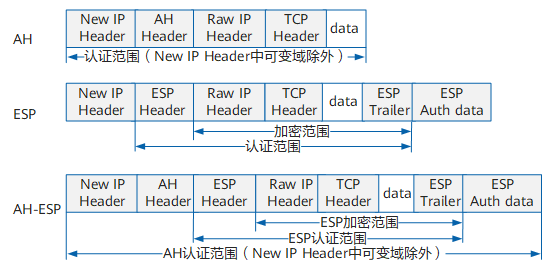 AH
New IP Header
AH Header
Raw IP Header
TCP Header
data
认证范围（New IP Header中可变域除外）
ESP
New IP Header
ESP Header
Raw IP Header
TCP Header
data
ESP Trailer
ESP Auth data
加密范围
认证范围
AH-ESP
New IP Header
AH Header
ESP Header
Raw IP Header
TCP Header
data
ESP Trailer
ESP Auth data
ESP加密范围
ESP认证范围
AH认证范围（New IP Header中可变域除外）